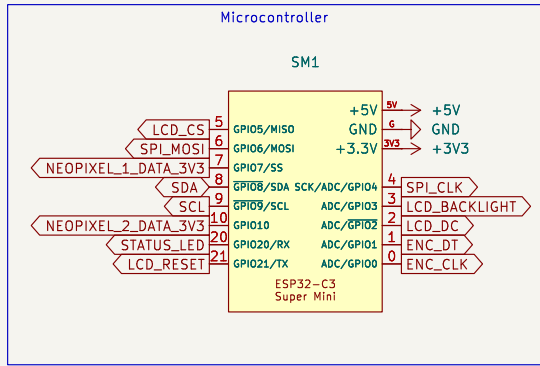 Microcontroller
SM1
+5V 5V +5V
LCD_CS 5 GPIO5/MISO GND G GND
SPI_MOSI 6 GPIO6/MOSI +3.3V 3V3 +3V3
NEOPIXEL_1_DATA_3V3 7 GPIO7/SS
SDA 8 GPIO8/SDA SCK/ADC/GPIO4 4 SPI_CLK
SCL 9 GPIO9/SCL ADC/GPIO3 3 LCD_BACKLIGHT
NEOPIXEL_2_DATA_3V3 10 GPIO10 ADC/GPIO2 2 LCD_DC
STATUS_LED 20 GPIO20/RX ADC/GPIO1 1 ENC_DT
LCD_RESET 21 GPIO21/TX ADC/GPIO0 0 ENC_CLK
ESP32-C3
Super Mini